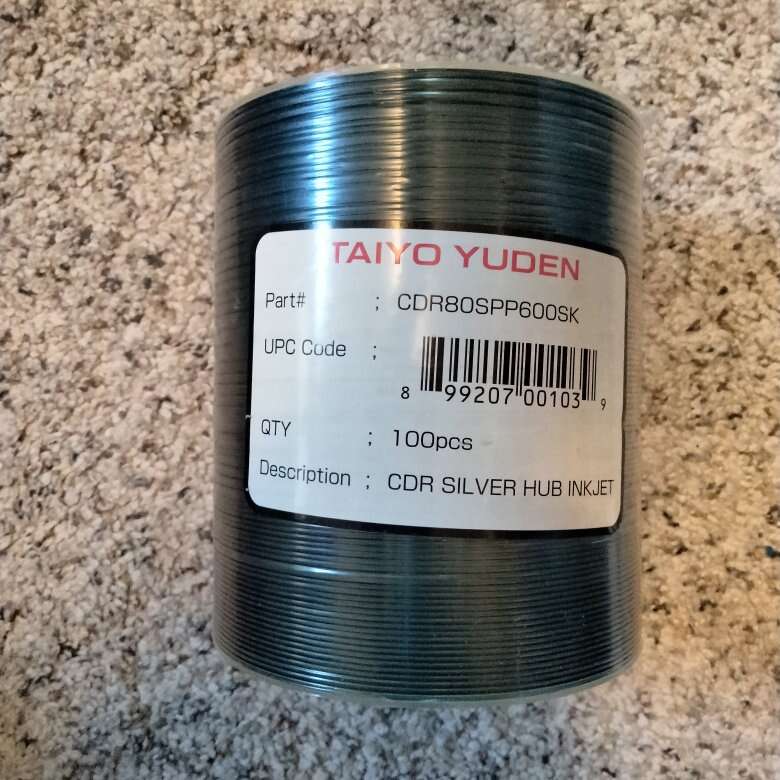 TAIYO YUDEN
Part# ; CDR80SPP600SK
UPC Code ;
8 99207 00103 9
QTY ; 100pcs
Description ; CDR SILVER HUB INKJET